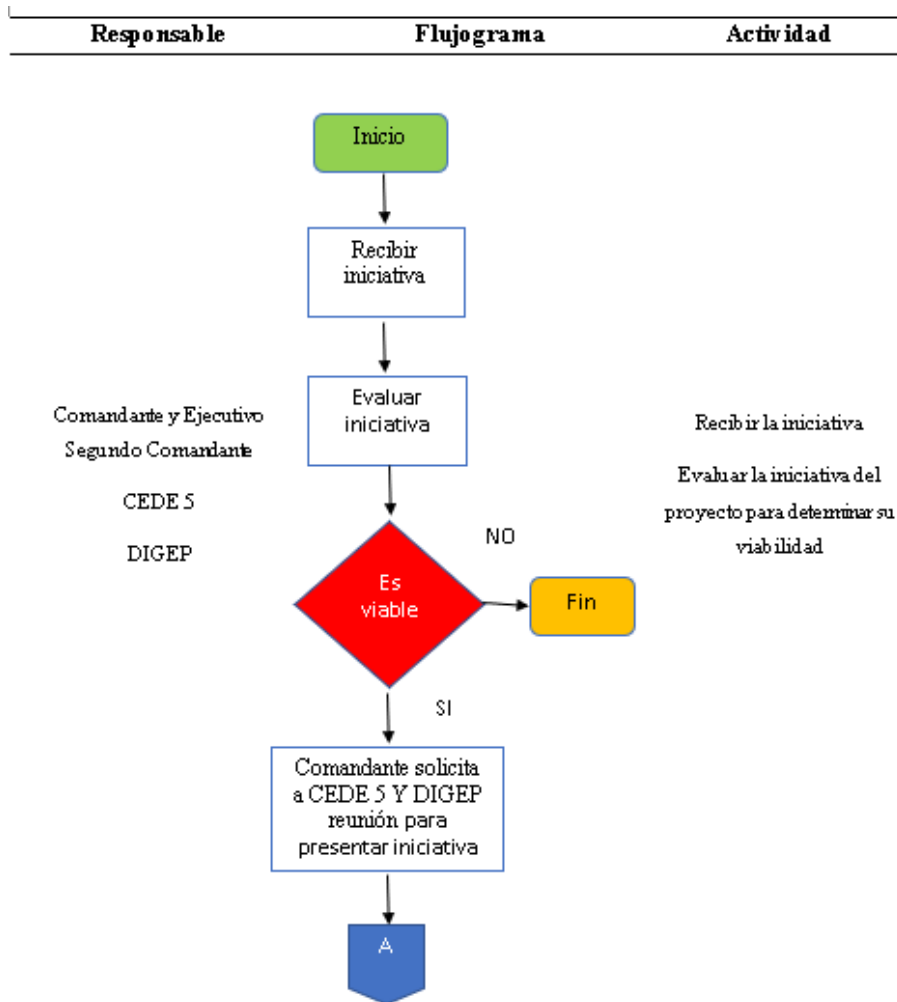 Responsable Flujograma Actividad
Inicio
Recibir
iniciativa
Evaluar
iniciativa
Comandante y Ejecutivo
Segundo Comandante
CEDE 5
DIGEP
Recibir la iniciativa
Evaluar la iniciativa del
proyecto para determinar su
viabilidad
NO
Es
viable
Fin
SI
Comandante solicita
a CEDE 5 Y DIGEP
reunión para
presentar iniciativa
A